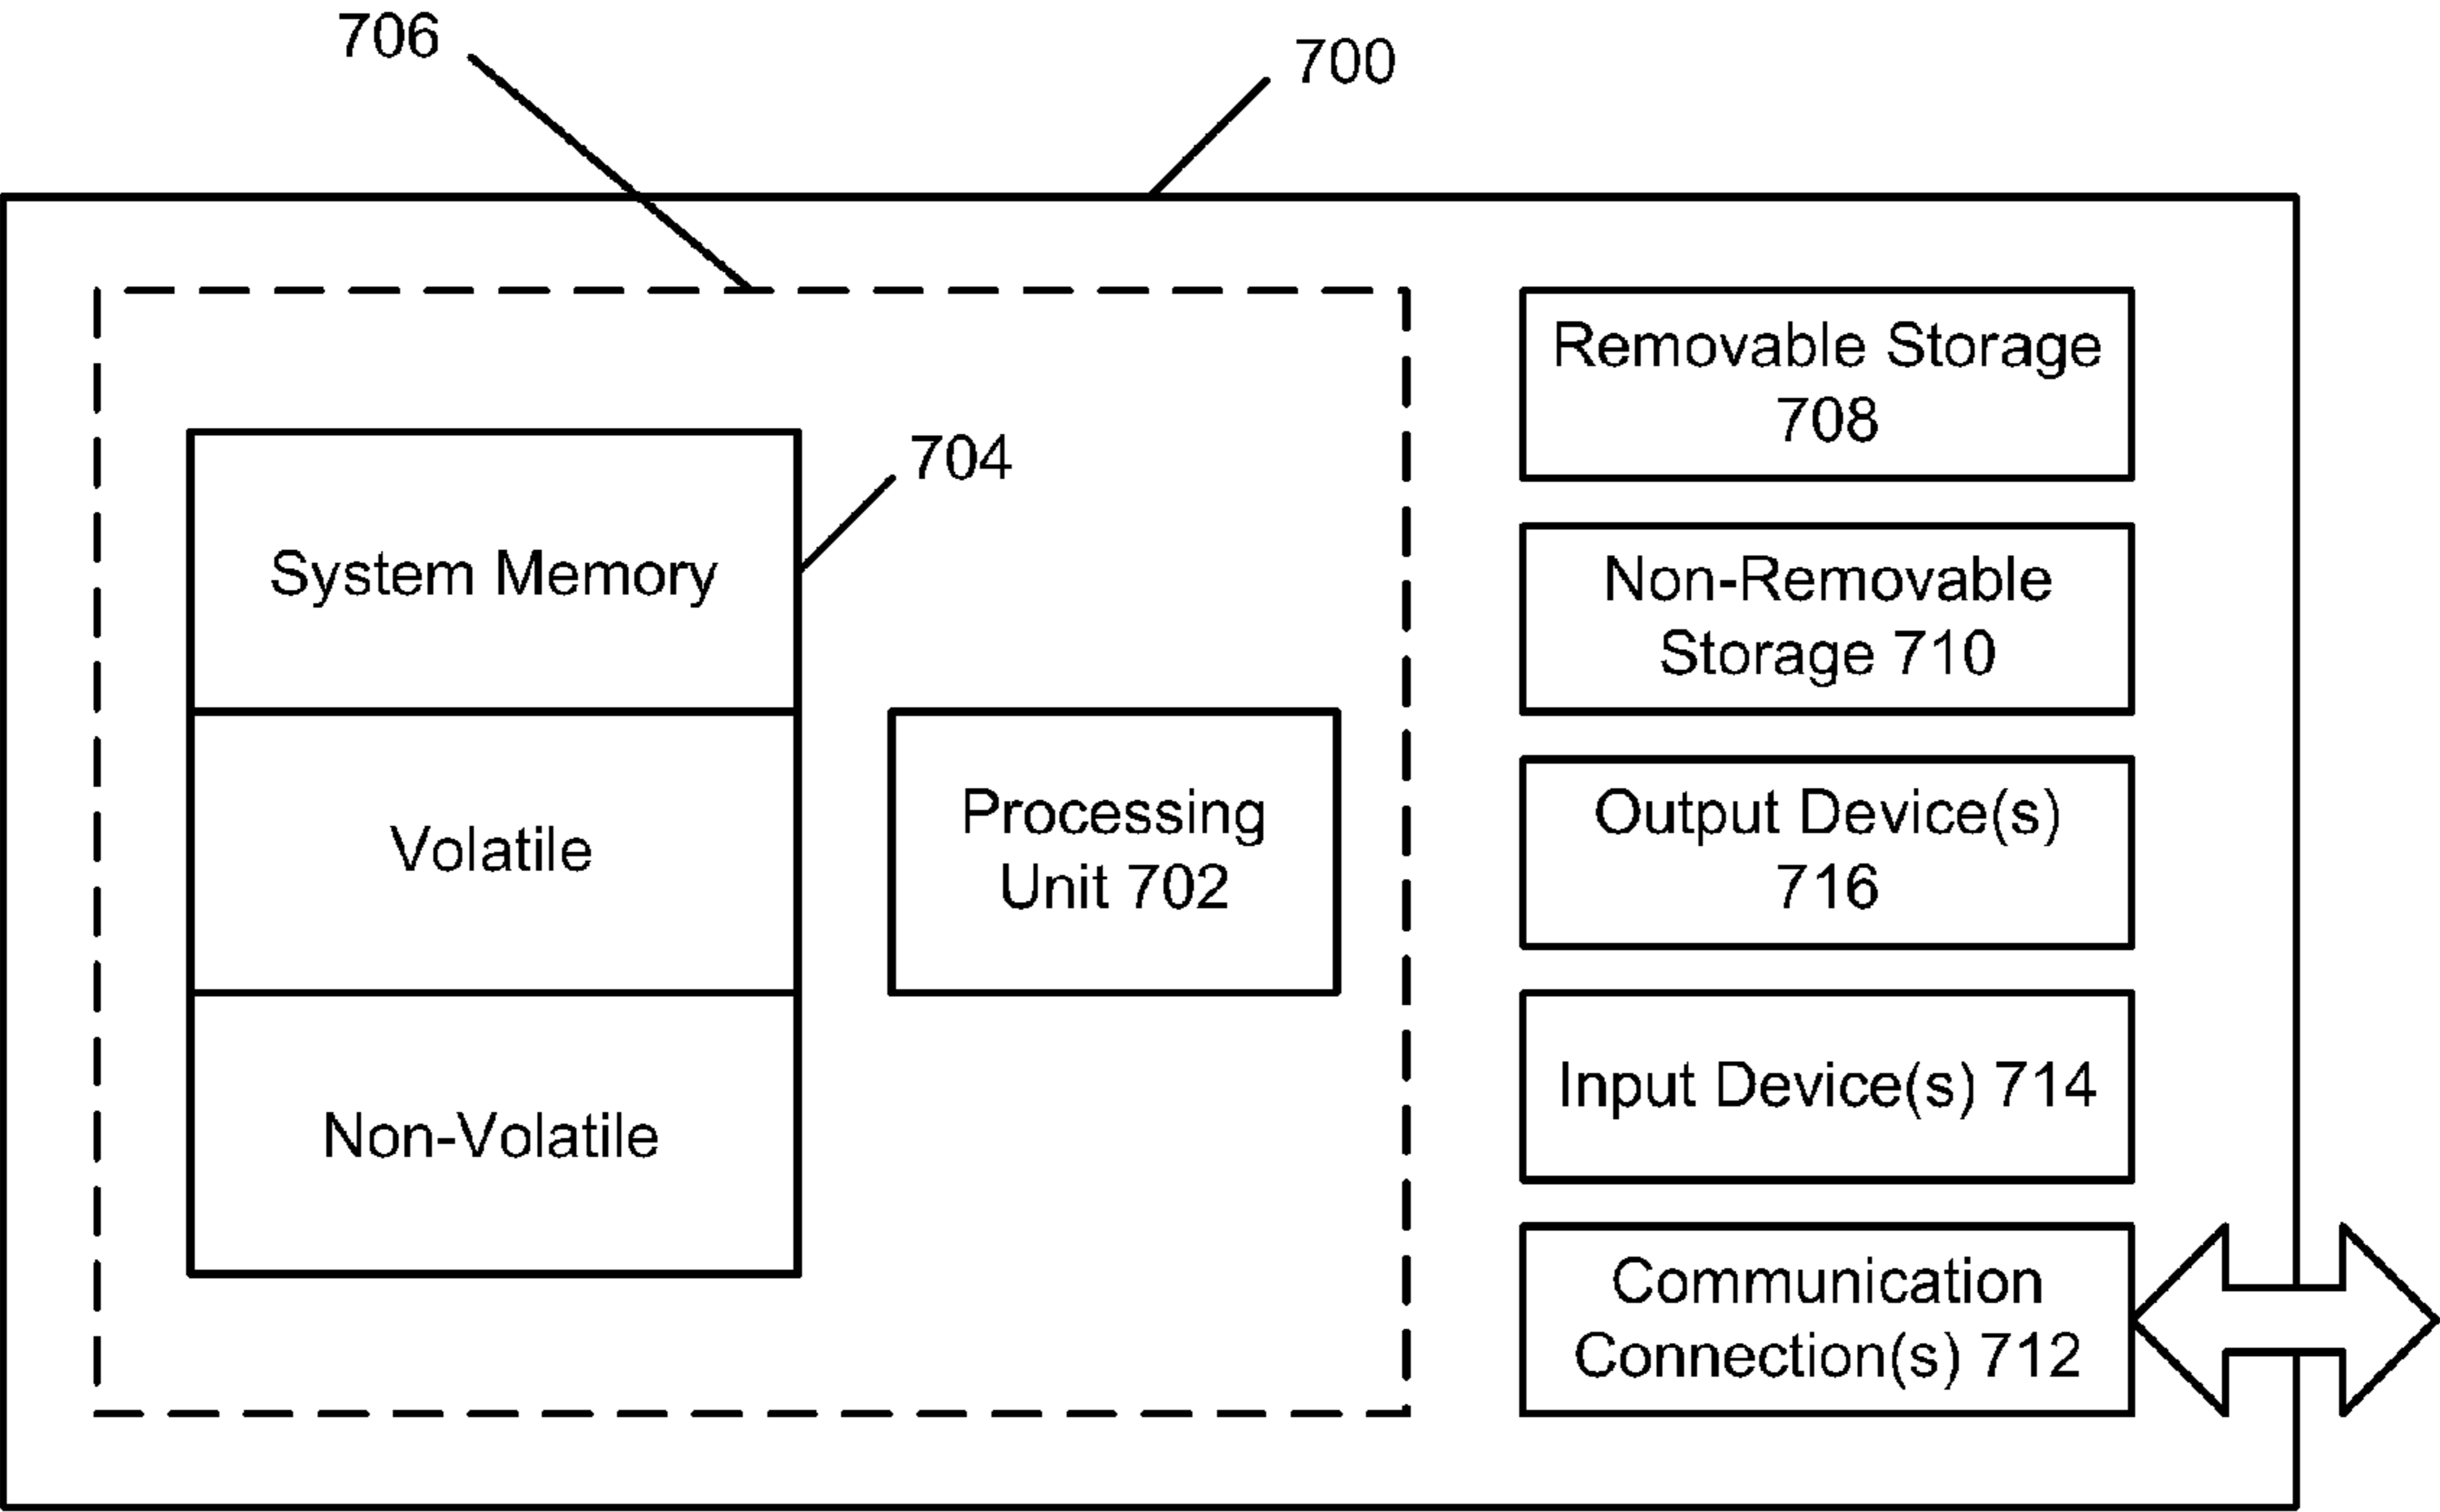 706
700
704
System Memory
Volatile
Non-Volatile
Processing
Unit 702
Removable Storage
708
Non-Removable
Storage 710
Output Device(s)
716
Input Device(s) 714
Communication
Connection(s) 712